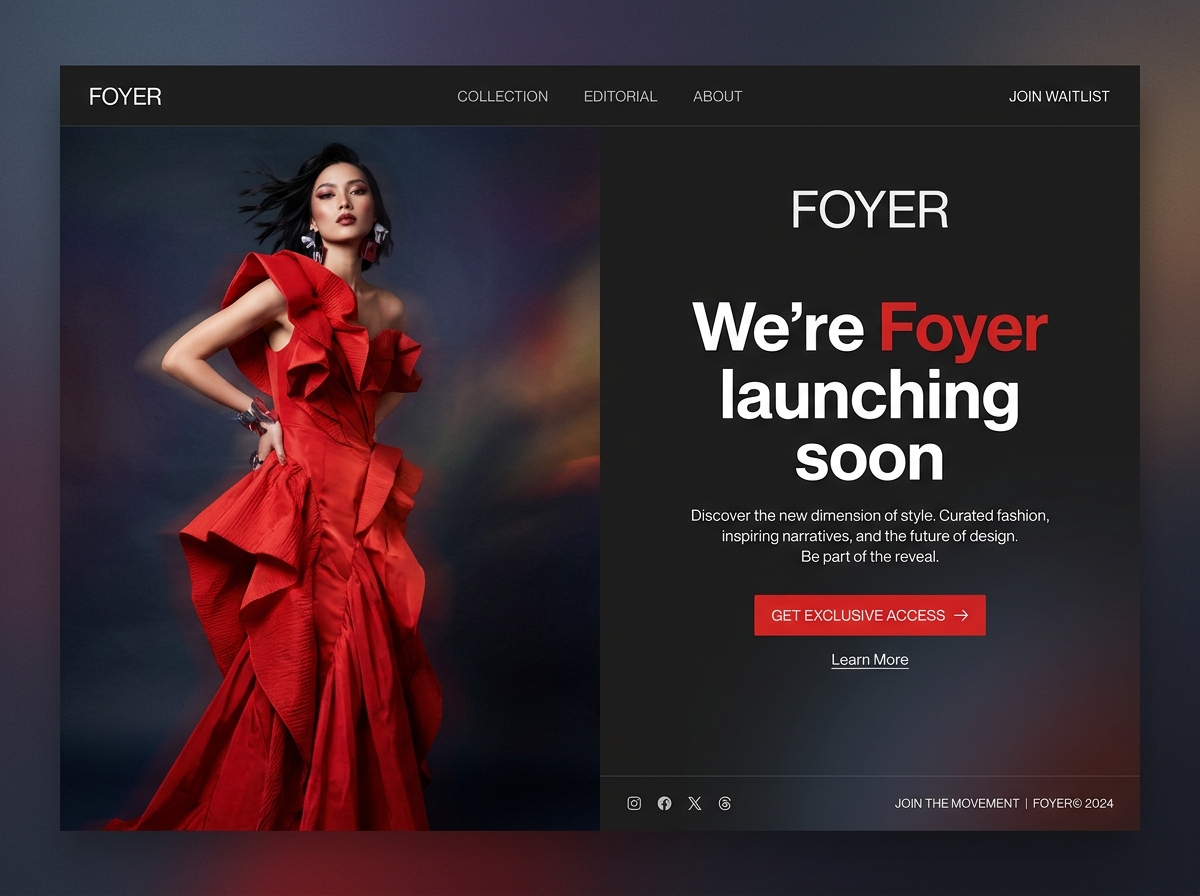 FOYER
COLLECTION EDITORIAL ABOUT
JOIN WAITLIST
FOYER
We’re Foyer
launching
soon
Discover the new dimension of style. Curated fashion,
inspiring narratives, and the future of design.
Be part of the reveal.
GET EXCLUSIVE ACCESS →
Learn More
JOIN THE MOVEMENT | FOYER© 2024